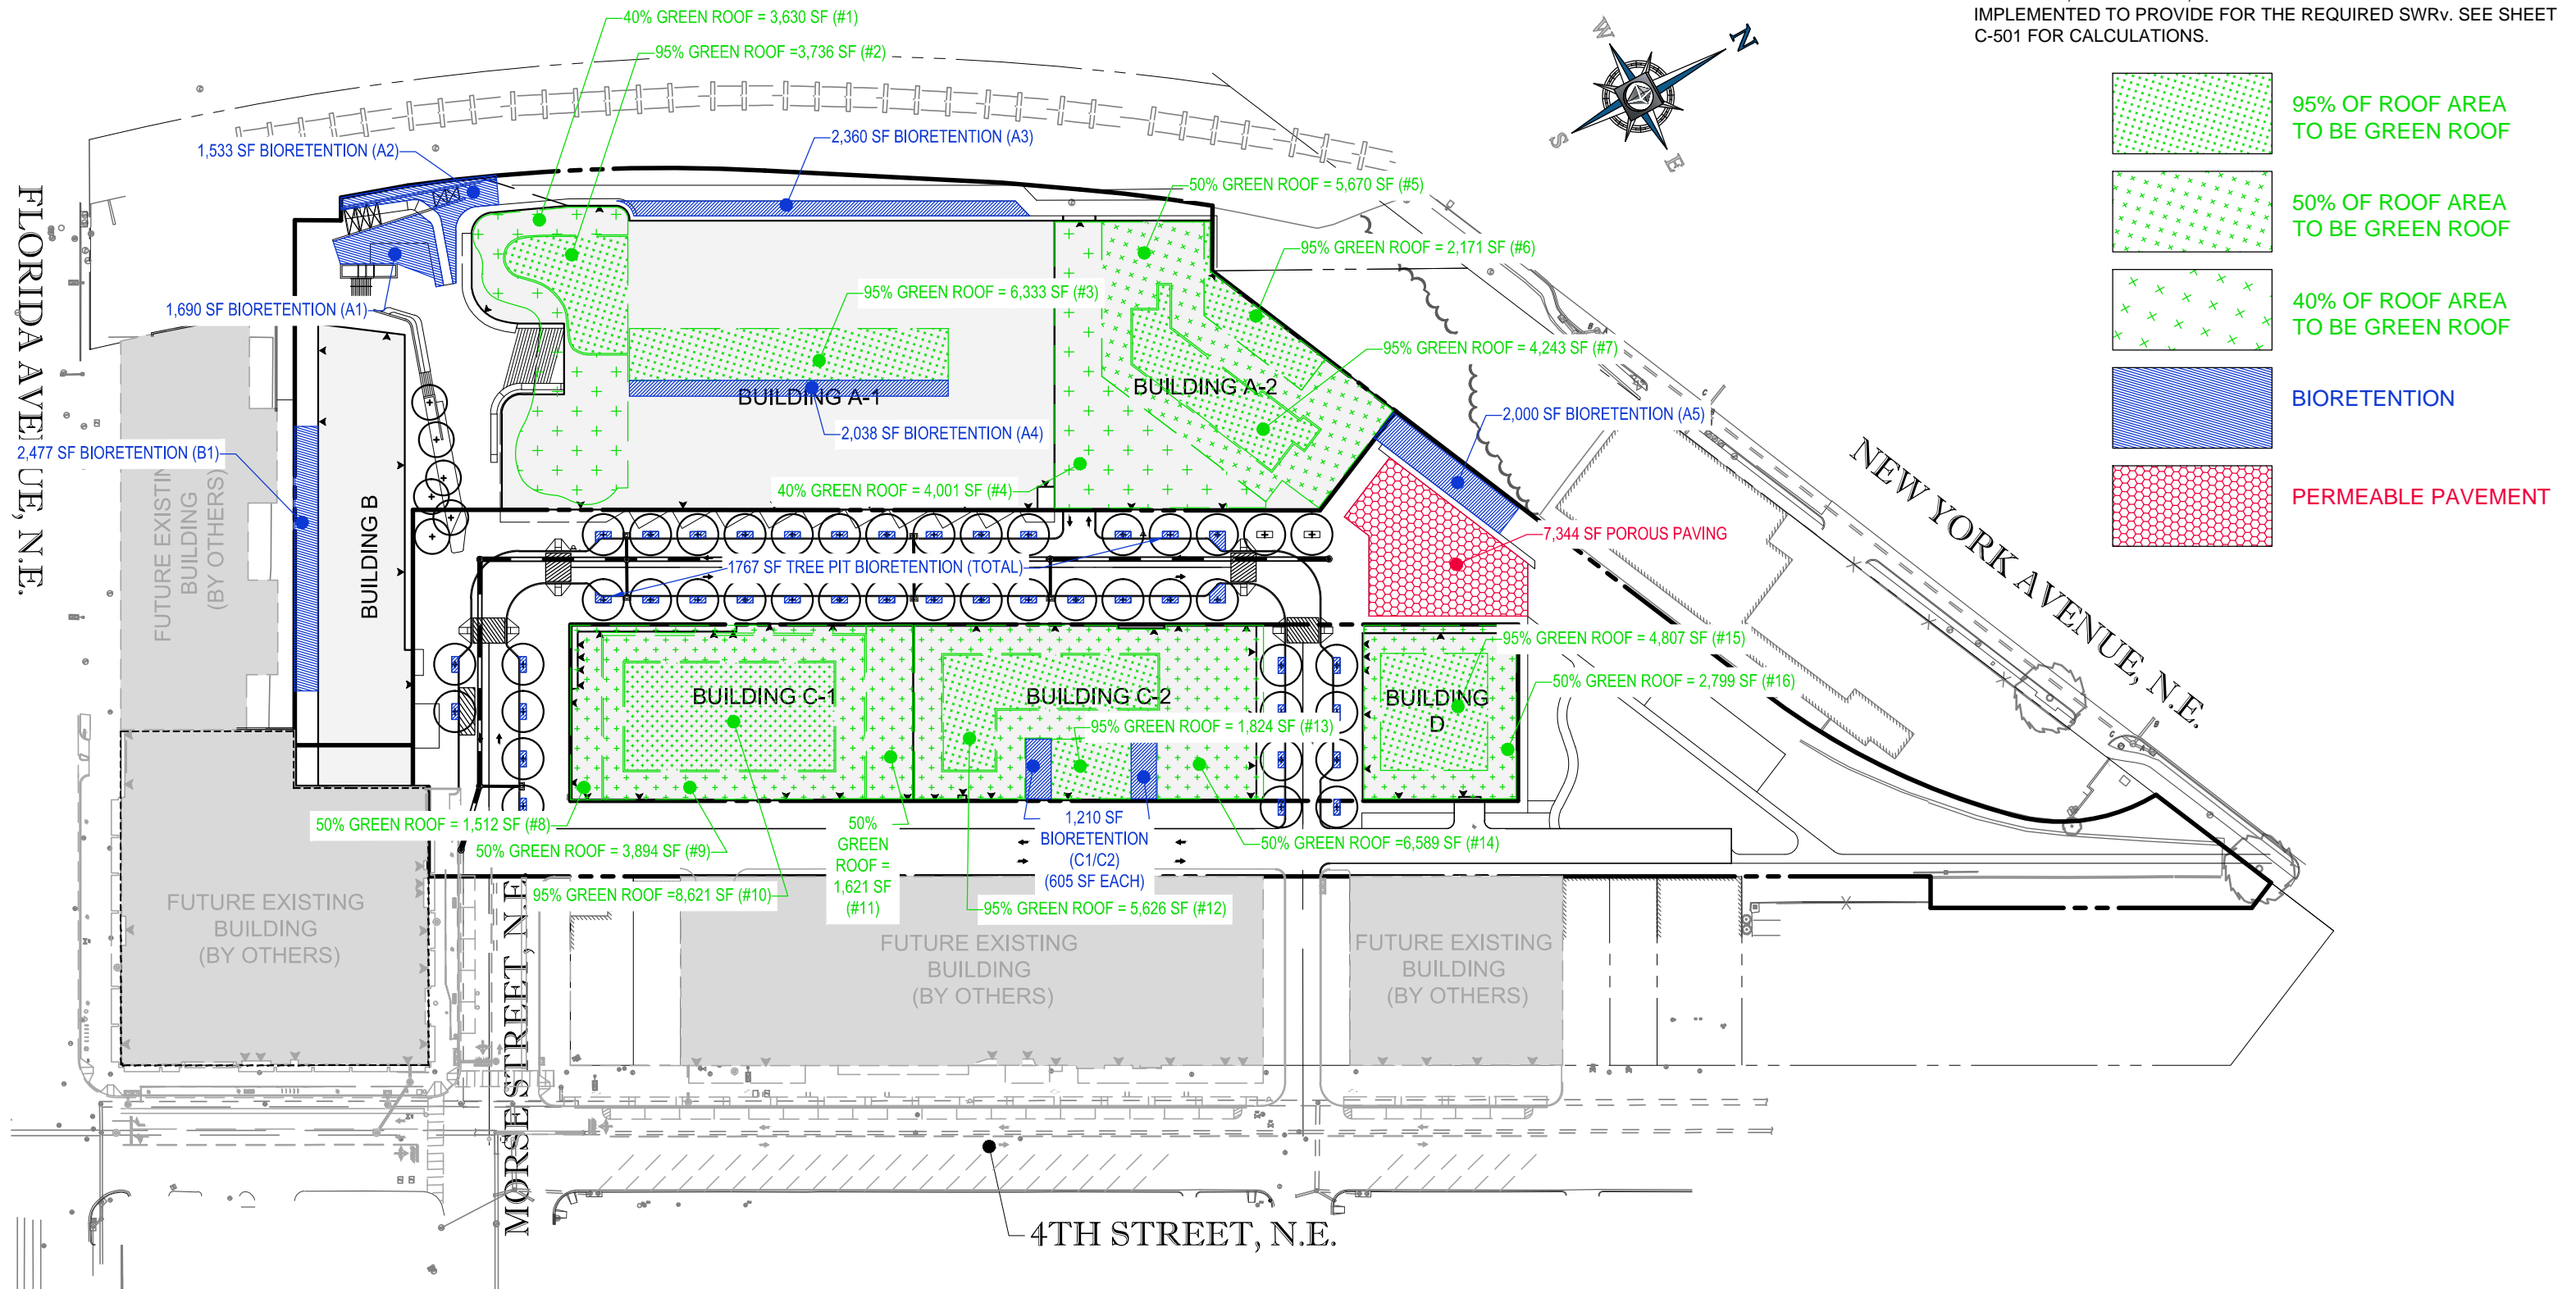 IMPLEMENTED TO PROVIDE FOR THE REQUIRED SWRv. SEE SHEET
C-501 FOR CALCULATIONS.
95% OF ROOF AREA
TO BE GREEN ROOF
50% OF ROOF AREA
TO BE GREEN ROOF
40% OF ROOF AREA
TO BE GREEN ROOF
BIORETENTION
PERMEABLE PAVEMENT
W
N
S
E
40% GREEN ROOF = 3,630 SF (#1)
95% GREEN ROOF =3,736 SF (#2)
1,533 SF BIORETENTION (A2)
2,360 SF BIORETENTION (A3)
50% GREEN ROOF = 5,670 SF (#5)
95% GREEN ROOF = 2,171 SF (#6)
95% GREEN ROOF = 6,333 SF (#3)
1,690 SF BIORETENTION (A1)
95% GREEN ROOF = 4,243 SF (#7)
BUILDING A-1
BUILDING A-2
2,038 SF BIORETENTION (A4)
2,000 SF BIORETENTION (A5)
2,477 SF BIORETENTION (B1)
40% GREEN ROOF = 4,001 SF (#4)
FLORIDA AVENUE, N.E.
FUTURE EXISTING
BUILDING
(BY OTHERS)
BUILDING B
7,344 SF POROUS PAVING
1767 SF TREE PIT BIORETENTION (TOTAL)
NEW YORK AVENUE, N.E.
95% GREEN ROOF = 4,807 SF (#15)
50% GREEN ROOF = 2,799 SF (#16)
BUILDING C-1
BUILDING C-2
BUILDING
D
95% GREEN ROOF = 1,824 SF (#13)
50% GREEN ROOF = 1,512 SF (#8)
50% GREEN ROOF = 3,894 SF (#9)
95% GREEN ROOF =8,621 SF (#10)
50%
GREEN
ROOF =
1,621 SF
(#11)
1,210 SF
BIORETENTION
(C1/C2)
(605 SF EACH)
50% GREEN ROOF =6,589 SF (#14)
95% GREEN ROOF = 5,626 SF (#12)
FUTURE EXISTING
BUILDING
(BY OTHERS)
FUTURE EXISTING
BUILDING
(BY OTHERS)
FUTURE EXISTING
BUILDING
(BY OTHERS)
MORSE STREET, N.E.
4TH STREET, N.E.